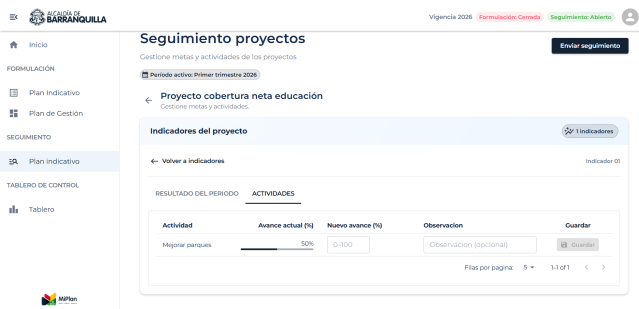 ALCALDÍA DE
BARRANQUILLA
Vigencia 2026
Formulación: Cerrada
Seguimiento: Abierto
Inicio
FORMULACIÓN
Plan Indicativo
Plan de Gestión
SEGUIMIENTO
Plan indicativo
TABLERO DE CONTROL
Tablero
MiPlan
Seguimiento proyectos
Gestione metas y actividades de los proyectos
Enviar seguimiento
Periodo activo: Primer trimestre 2026
Proyecto cobertura neta educación
Gestione metas y actividades.
Indicadores del proyecto
1 Indicadores
Volver a indicadores
Indicador 01
RESULTADO DEL PERIODO ACTIVIDADES
Actividad Avance actual (%) Nuevo avance (%) Observacion Guardar
Mejorar parques 50% 0–100 Observacion (opcional) Guardar
Filas por pagina: 5 1–1 of 1